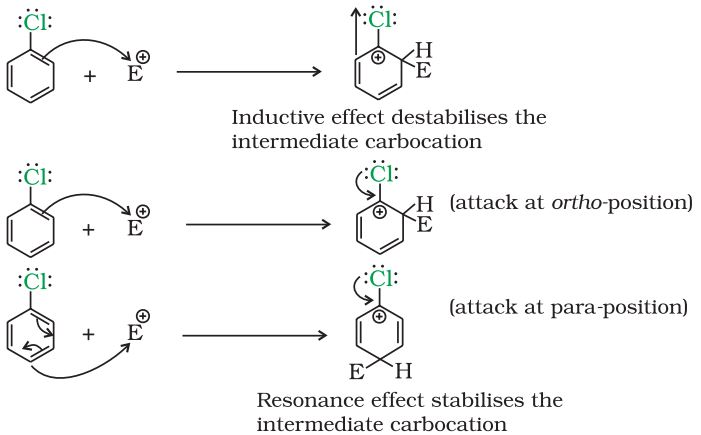 :Cl:
:Cl:
+ E⊕ ⊕ H
E
Inductive effect destabilises the
intermediate carbocation
:Cl:
:Cl:
+ E⊕ ⊕ H (attack at ortho-position)
E
:Cl:
:Cl:
+ E⊕ ⊕ (attack at para-position)
E H
Resonance effect stabilises the
intermediate carbocation